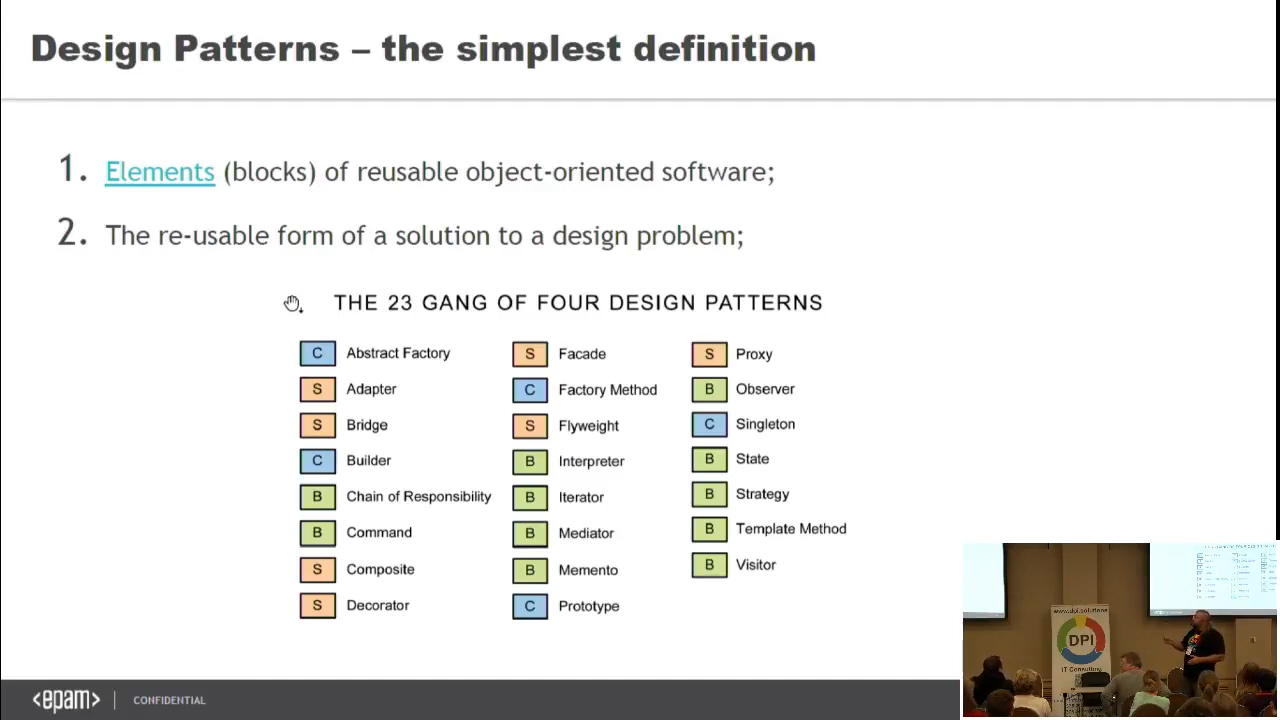 Design Patterns – the simplest definition
1. Elements (blocks) of reusable object-oriented software;
2. The re-usable form of a solution to a design problem;
THE 23 GANG OF FOUR DESIGN PATTERNS
C Abstract Factory
S Adapter
S Bridge
C Builder
B Chain of Responsibility
B Command
S Composite
S Decorator
S Facade
C Factory Method
S Flyweight
B Interpreter
B Iterator
B Mediator
B Memento
C Prototype
S Proxy
B Observer
C Singleton
B State
B Strategy
B Template Method
B Visitor
<epam> CONFIDENTIAL
www.dpi.solutions
DPI
IT Consulting